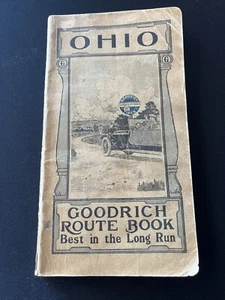 OHIO
GOODRICH
ROUTE BOOK
Best in the Long Run